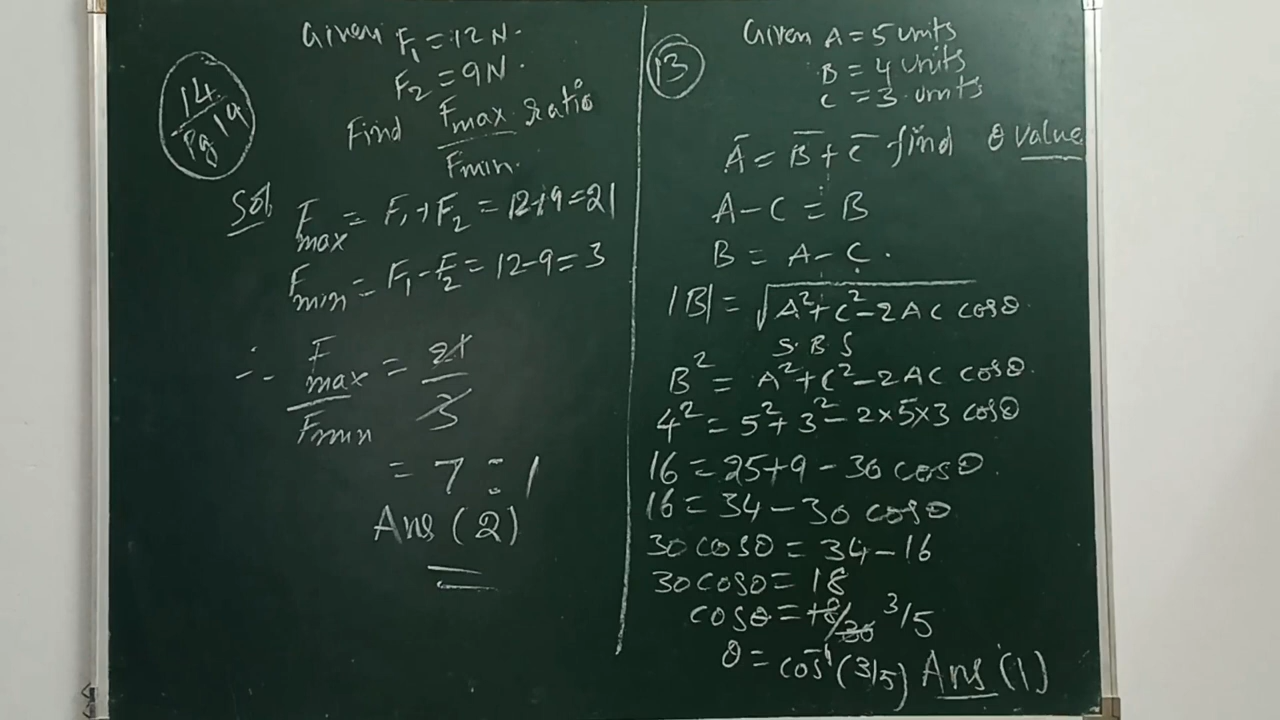 14/Pg 19
Given F₁ = 12 N.
F₂ = 9 N.
Find Fmax/Fmin. ratio
Sol
Fmax = F₁ + F₂ = 12+9 = 21
Fmin = F₁ - F₂ = 12-9 = 3
∴ Fmax/Fmin = 21/3
= 7 : 1
Ans (2)
13
Given A = 5 units
B = 4 units
C = 3 units
A̅ = B̅ + C̅ find θ value
A - C = B
B = A - C.
|B| = √A²+C²-2AC cosθ
S.B.S
B² = A²+C²-2AC cosθ
4² = 5²+3²-2×5×3 cosθ
16 = 25+9-30 cosθ
16 = 34-30 cosθ
30 cosθ = 34-16
30 cosθ = 18
cosθ = 18/30 3/5
θ = cos⁻¹(3/5) Ans (1)